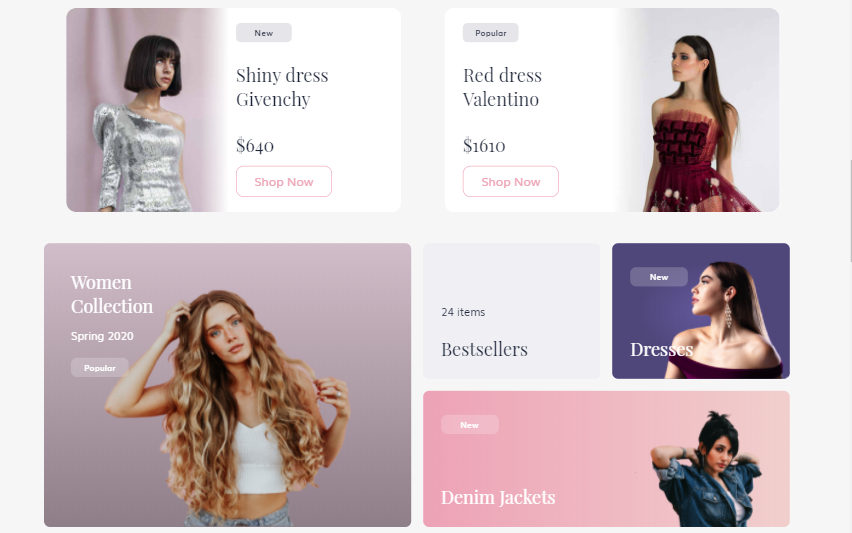 New
Shiny dress
Givenchy
$640
Shop Now
Popular
Red dress
Valentino
$1610
Shop Now
Women
Collection
Spring 2020
Popular
24 items
Bestsellers
New
Dresses
New
Denim Jackets